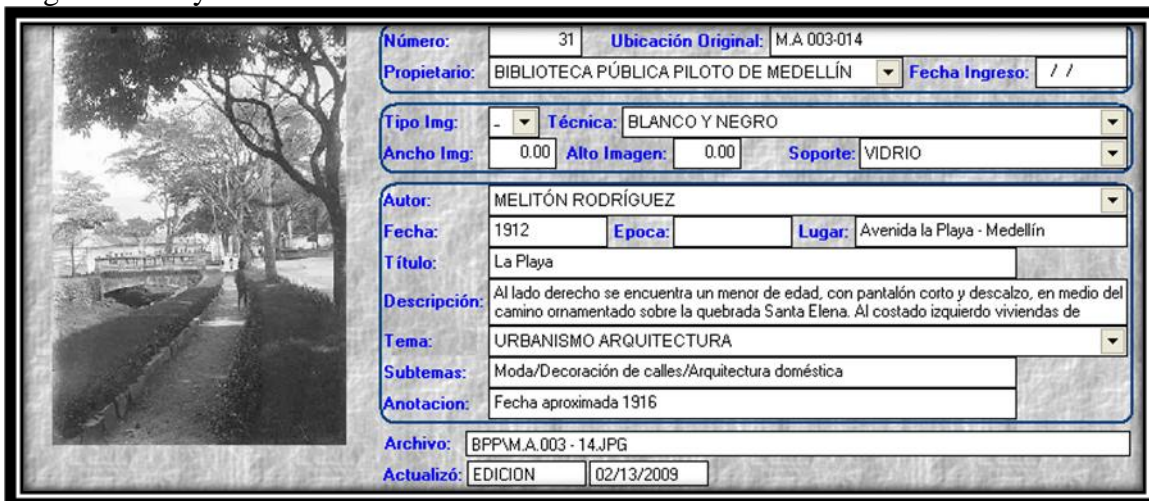 Número: 31 Ubicación Original: M.A 003-014
Propietario: BIBLIOTECA PÚBLICA PILOTO DE MEDELLÍN Fecha Ingreso: / /
Tipo Img: - Técnica: BLANCO Y NEGRO
Ancho Img: 0.00 Alto Imagen: 0.00 Soporte: VIDRIO
Autor: MELITÓN RODRÍGUEZ
Fecha: 1912 Epoca: Lugar: Avenida la Playa - Medellín
Título: La Playa
Descripción: Al lado derecho se encuentra un menor de edad, con pantalón corto y descalzo, en medio del
camino ornamentado sobre la quebrada Santa Elena. Al costado izquierdo viviendas de
Tema: URBANISMO ARQUITECTURA
Subtemas: Moda/Decoración de calles/Arquitectura doméstica
Anotacion: Fecha aproximada 1916
Archivo: BPP\M.A.003 - 14.JPG
Actualizó: EDICION 02/13/2009